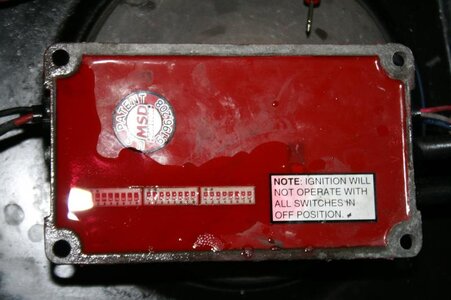 PATENT
MSD
NOTE: IGNITION WILL
NOT OPERATE WITH
ALL SWITCHES IN
OFF POSITION.